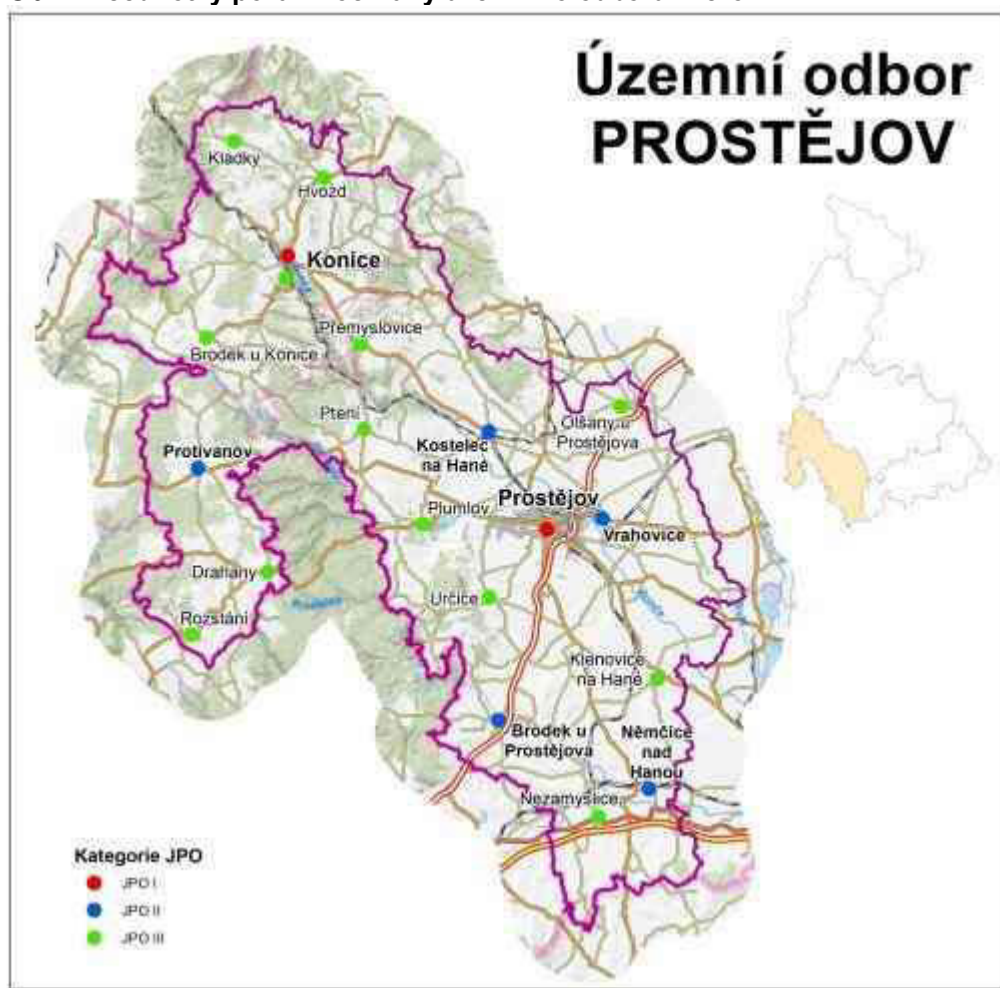 Územní odbor
PROSTĚJOV
Kladky
Hvozd
Konice
Přemyslovice
Brodek u Konice
Ptení
Olšany u
Prostějova
Kostelec
na Hané
Protivanov
Prostějov
Plumlov
Vrahovice
Drahany
Určice
Rozstání
Klenovice
na Hané
Brodek u
Prostějova
Němčice
nad
Hanou
Nezamyslice
Kategorie JPO
JPO I
JPO II
JPO III